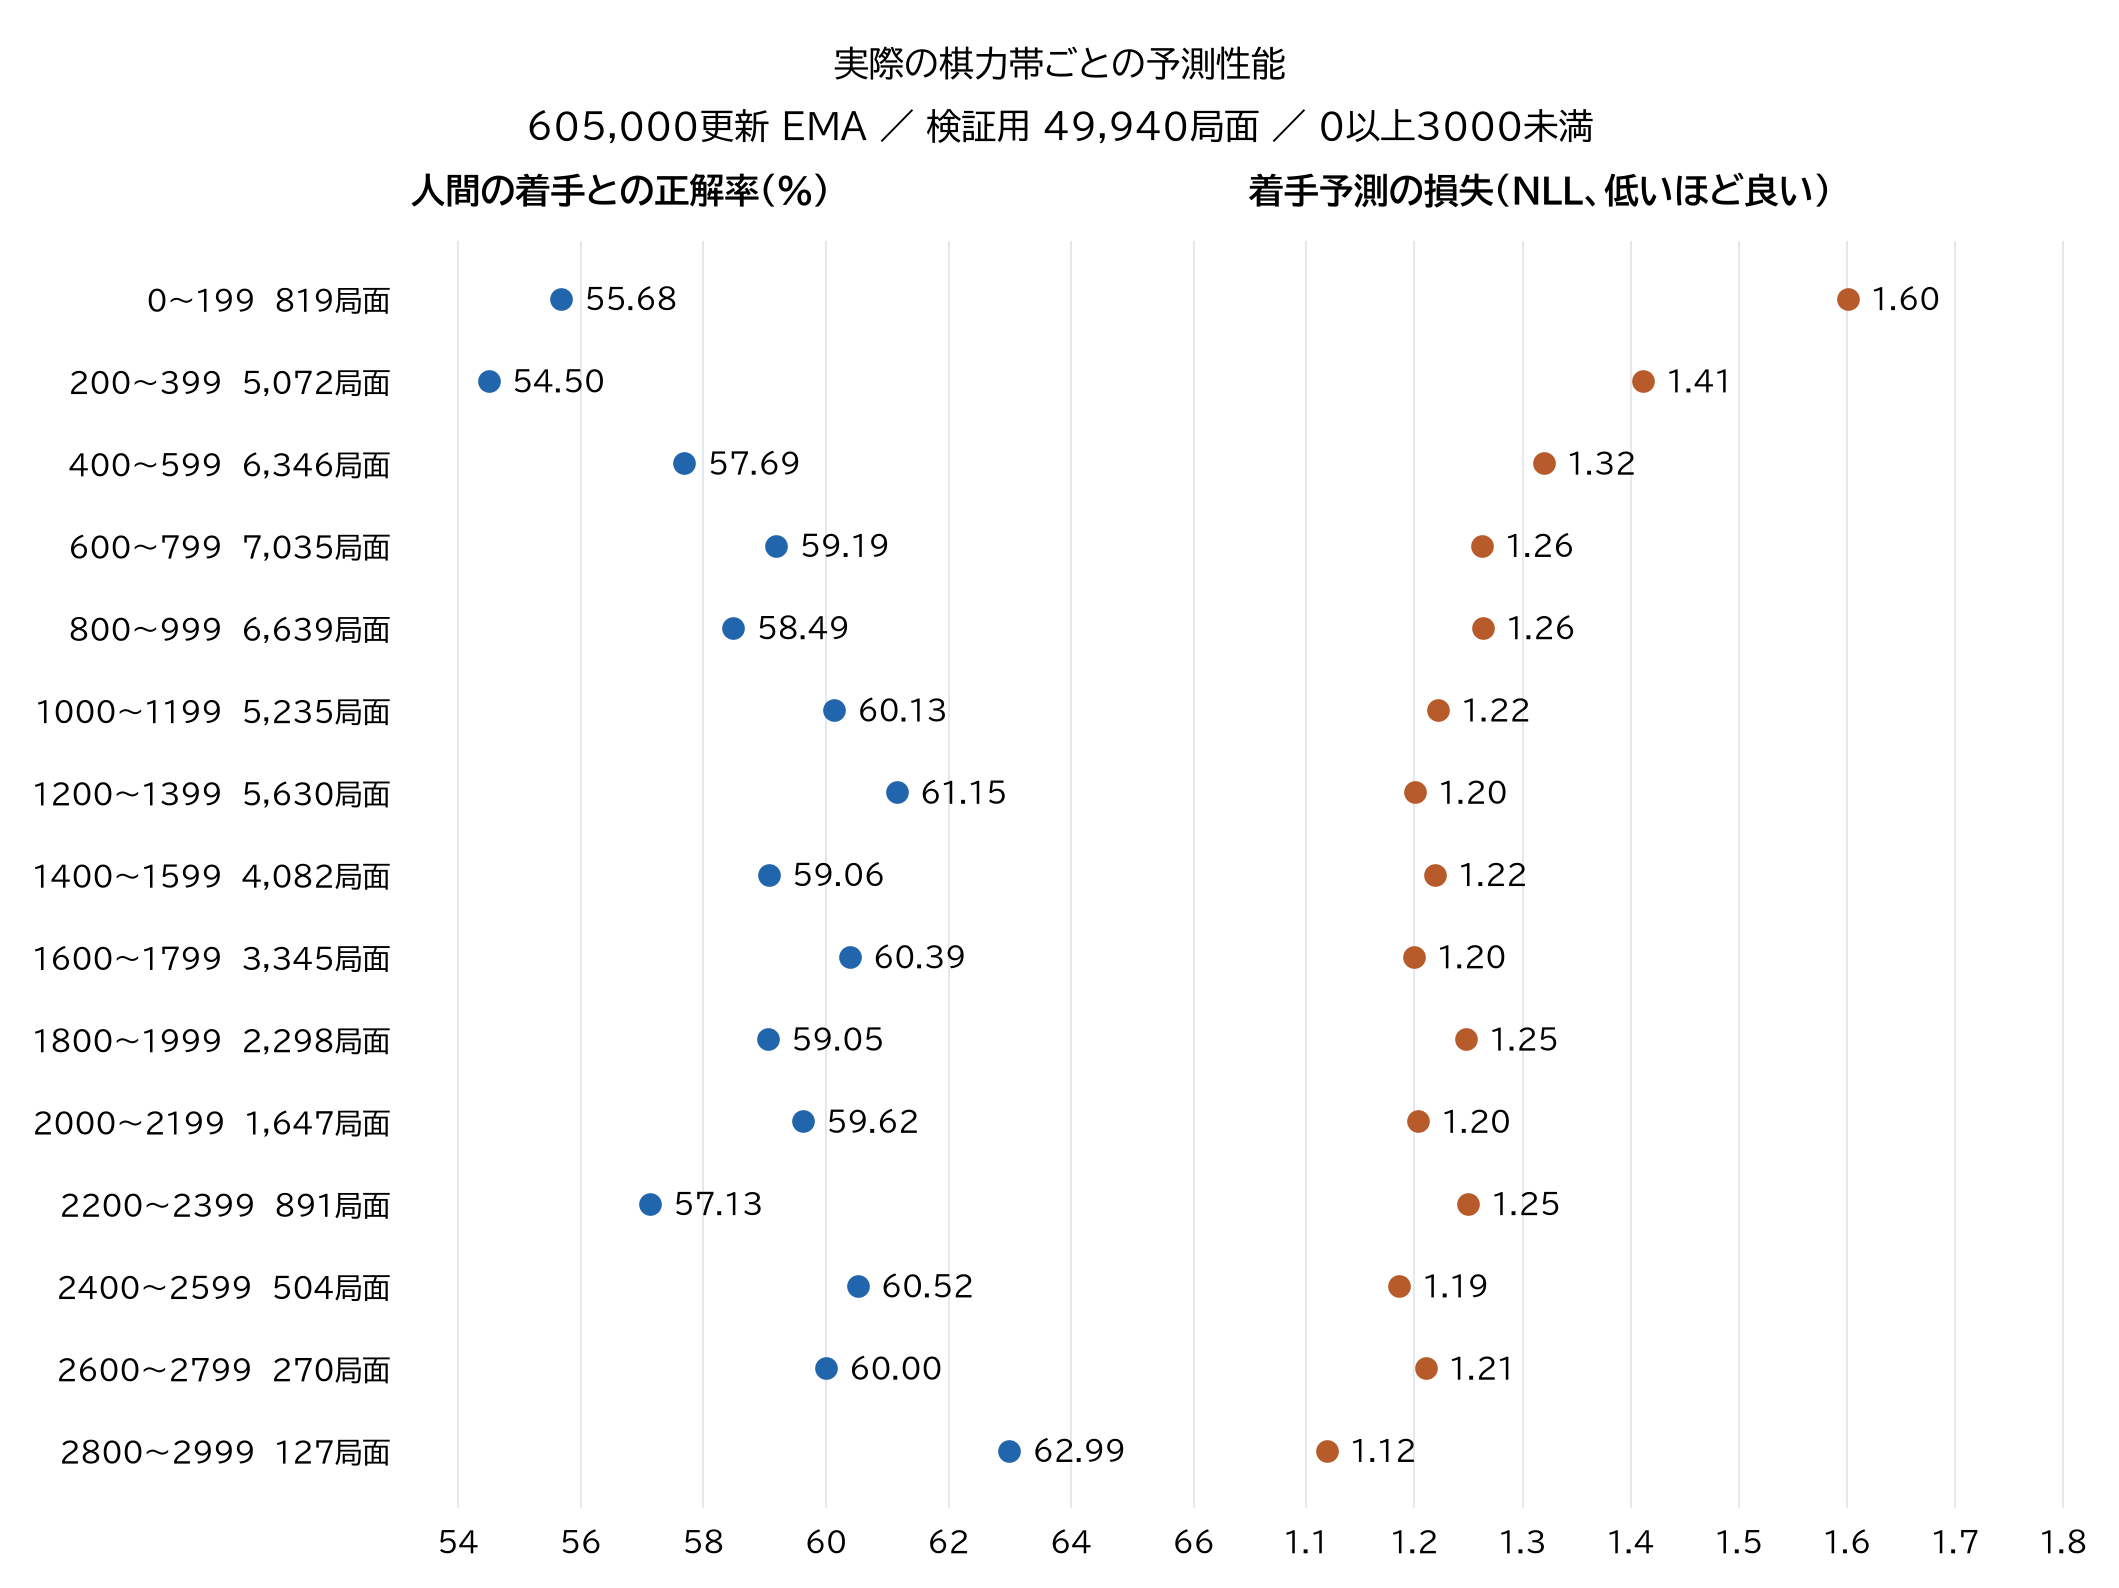 実際の棋力帯ごとの予測性能
605,000更新 EMA ／ 検証用 49,940局面 ／ 0以上3000未満
人間の着手との正解率（%） 着手予測の損失（NLL、低いほど良い）
0～199 819局面 55.68 1.60
200～399 5,072局面 54.50 1.41
400～599 6,346局面 57.69 1.32
600～799 7,035局面 59.19 1.26
800～999 6,639局面 58.49 1.26
1000～1199 5,235局面 60.13 1.22
1200～1399 5,630局面 61.15 1.20
1400～1599 4,082局面 59.06 1.22
1600～1799 3,345局面 60.39 1.20
1800～1999 2,298局面 59.05 1.25
2000～2199 1,647局面 59.62 1.20
2200～2399 891局面 57.13 1.25
2400～2599 504局面 60.52 1.19
2600～2799 270局面 60.00 1.21
2800～2999 127局面 62.99 1.12
54 56 58 60 62 64 66 1.1 1.2 1.3 1.4 1.5 1.6 1.7 1.8